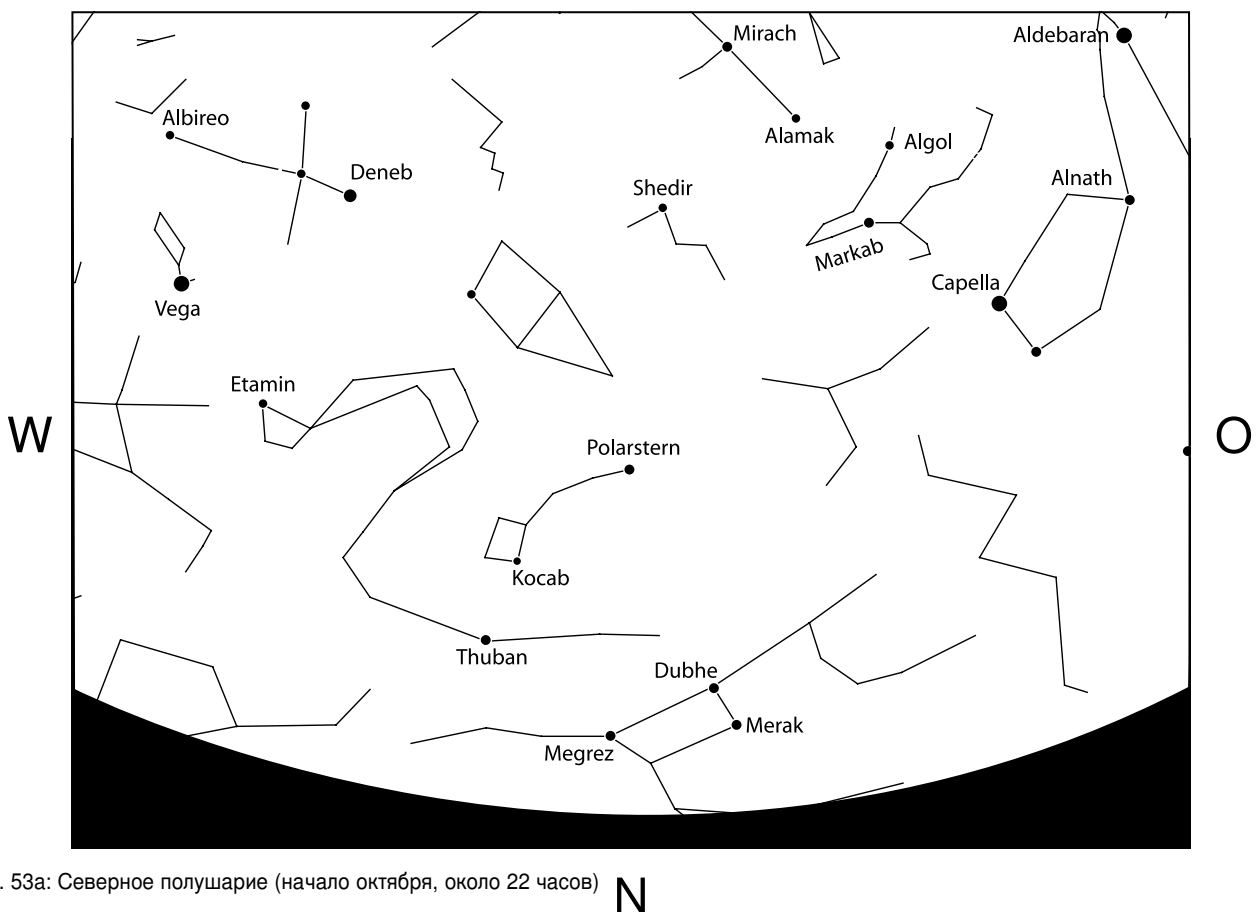 Mirach
Aldebaran
Albireo
Alamak
Algol
Deneb
Alnath
Shedir
Markab
Capella
Vega
Etamin
W
O
Polarstern
Kocab
Thuban
Dubhe
Merak
Megrez
. 53a: Северное полушарие (начало октября, около 22 часов)
N